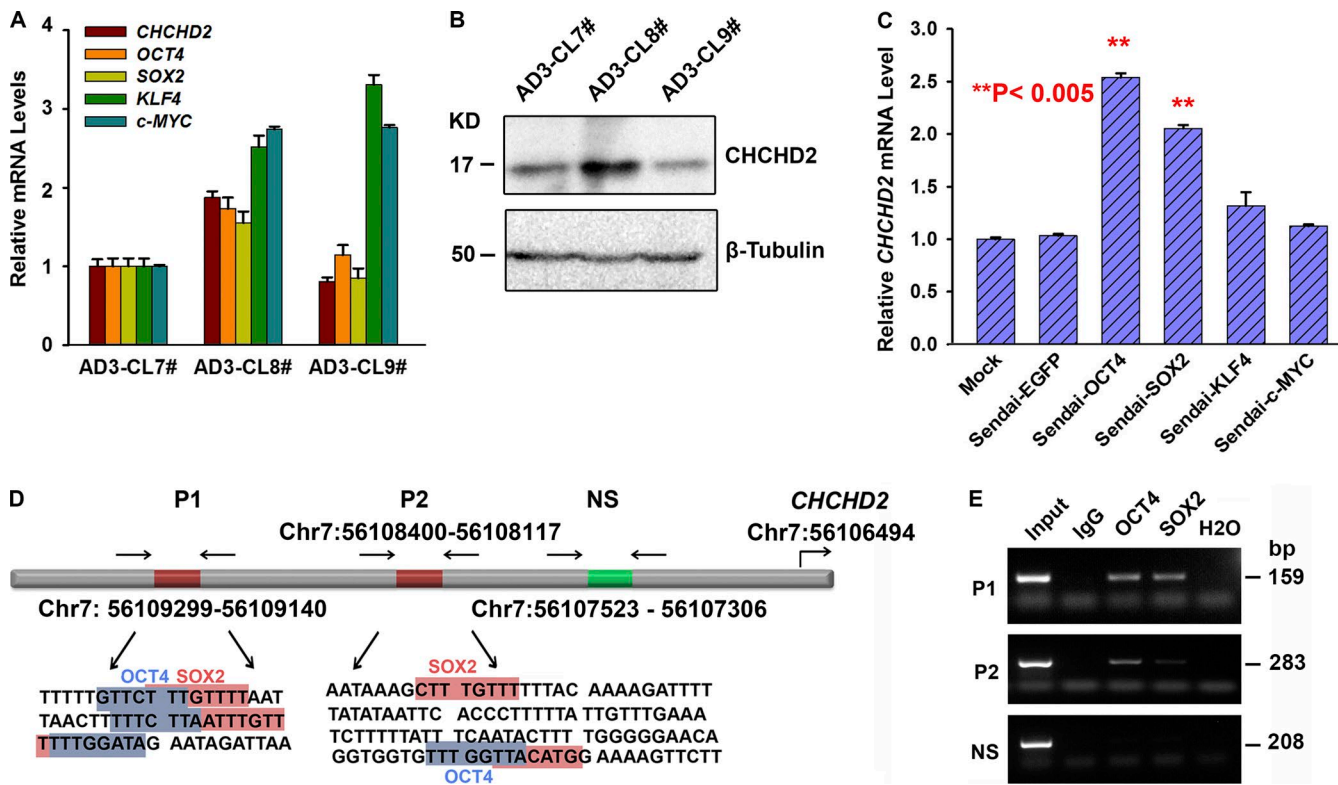 A
4
3
2
1
0
Relative mRNA Levels
CHCHD2
OCT4
SOX2
KLF4
c-MYC
AD3-CL7#
AD3-CL8#
AD3-CL9#
B
AD3-CL7#
AD3-CL8#
AD3-CL9#
KD
17
CHCHD2
50
β-Tubulin
C
3.0
2.5
2.0
1.5
1.0
0.5
0.0
Relative CHCHD2 mRNA Level
**P< 0.005
**
**
Mock
Sendai-EGFP
Sendai-OCT4
Sendai-SOX2
Sendai-KLF4
Sendai-c-MYC
D
P1
P2
NS
CHCHD2
Chr7:56108400-56108117
Chr7:56106494
Chr7: 56109299-56109140
Chr7:56107523 - 56107306
OCT4 SOX2
TTTTTGTTCT TTGTTTTAAT
TAACTTTTTCT TAATTTGTT
TTTTGGATAG AATAGATTAA
SOX2
AATAAAGCTT TGTTTTTTAC AAAAGATTTT
TATATAATTC ACCCTTTTTA TTGTTTGAAA
TCTTTTTATT TCAATACTTT TGGGGGAACA
GGTGGTGTTT GGTTACATGG GAAAAGTTCTT
OCT4
E
Input
IgG
OCT4
SOX2
H2O
bp
P1
159
P2
283
NS
208